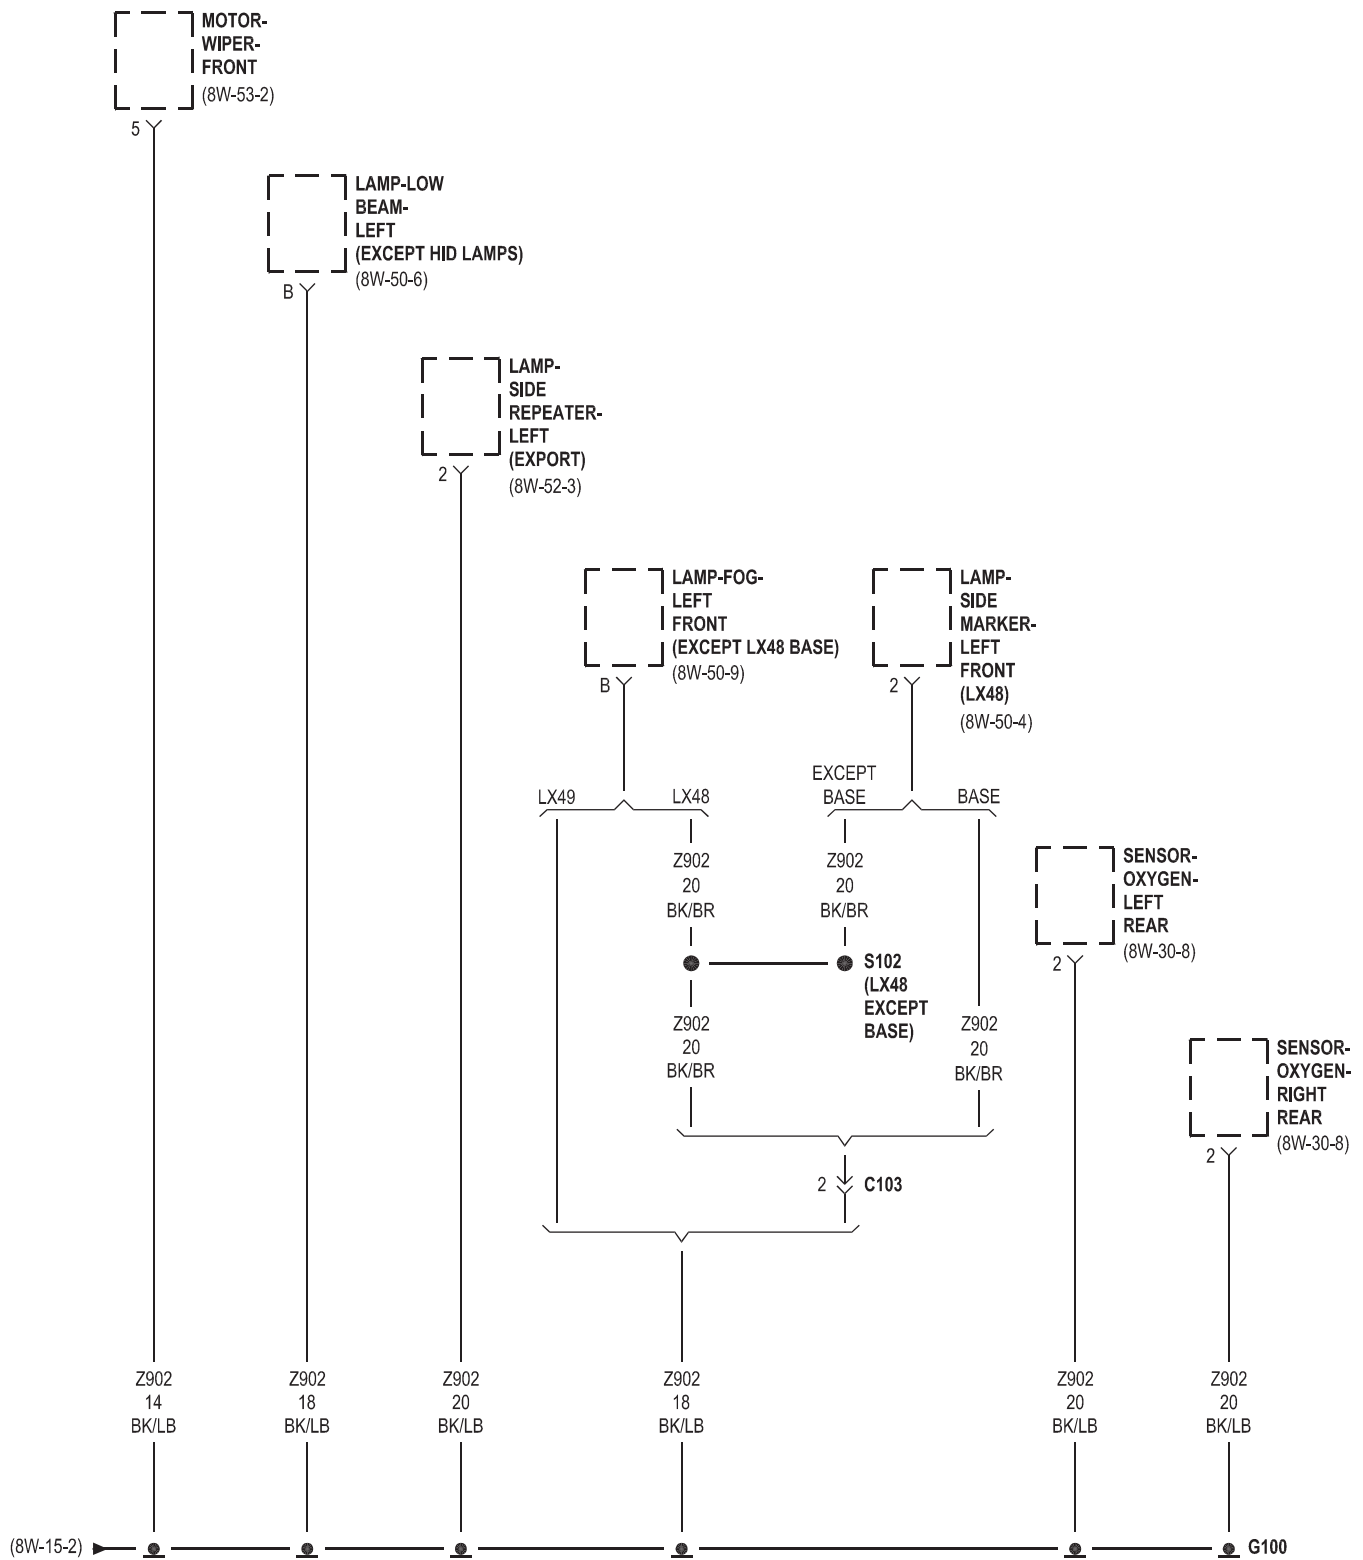 MOTOR-
WIPER-
FRONT
(8W-53-2)
5
LAMP-LOW
BEAM-
LEFT
(EXCEPT HID LAMPS)
(8W-50-6)
B
LAMP-
SIDE
REPEATER-
LEFT
(EXPORT)
(8W-52-3)
2
LAMP-FOG-
LEFT
FRONT
(EXCEPT LX48 BASE)
(8W-50-9)
B
LAMP-
SIDE
MARKER-
LEFT
FRONT
(LX48)
(8W-50-4)
2
LX49
LX48
EXCEPT
BASE
BASE
Z902
20
BK/BR
Z902
20
BK/BR
SENSOR-
OXYGEN-
LEFT
REAR
(8W-30-8)
2
S102
(LX48
EXCEPT
BASE)
Z902
20
BK/BR
Z902
20
BK/BR
SENSOR-
OXYGEN-
RIGHT
REAR
(8W-30-8)
2
2
C103
Z902
14
BK/LB
Z902
18
BK/LB
Z902
20
BK/LB
Z902
18
BK/LB
Z902
20
BK/LB
Z902
20
BK/LB
(8W-15-2)
G100